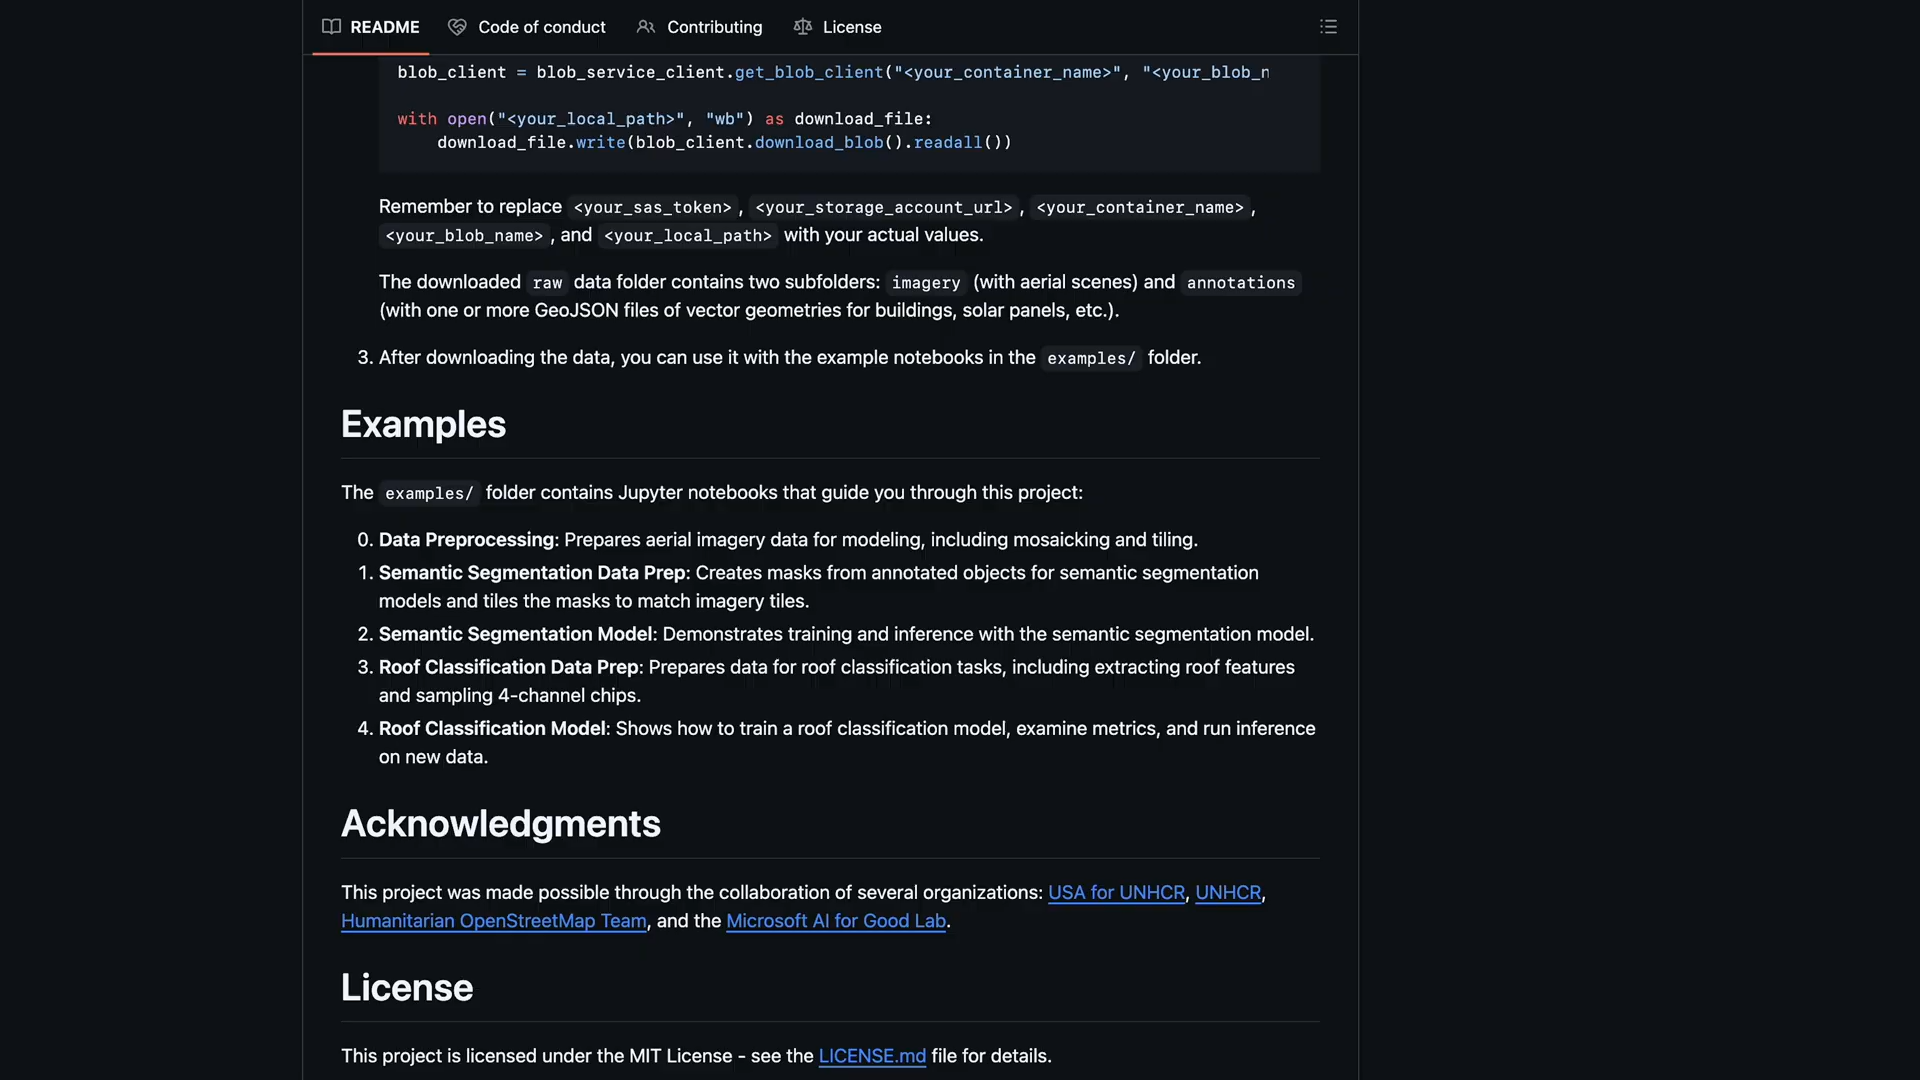 README Code of conduct Contributing License
blob_client = blob_service_client.get_blob_client("<your_container_name>", "<your_blob_n
with open("<your_local_path>", "wb") as download_file:
download_file.write(blob_client.download_blob().readall())
Remember to replace <your_sas_token> , <your_storage_account_url> , <your_container_name> ,
<your_blob_name> , and <your_local_path> with your actual values.
The downloaded raw data folder contains two subfolders: imagery (with aerial scenes) and annotations
(with one or more GeoJSON files of vector geometries for buildings, solar panels, etc.).
3. After downloading the data, you can use it with the example notebooks in the examples/ folder.
Examples
The examples/ folder contains Jupyter notebooks that guide you through this project:
0. Data Preprocessing: Prepares aerial imagery data for modeling, including mosaicking and tiling.
1. Semantic Segmentation Data Prep: Creates masks from annotated objects for semantic segmentation
models and tiles the masks to match imagery tiles.
2. Semantic Segmentation Model: Demonstrates training and inference with the semantic segmentation model.
3. Roof Classification Data Prep: Prepares data for roof classification tasks, including extracting roof features
and sampling 4-channel chips.
4. Roof Classification Model: Shows how to train a roof classification model, examine metrics, and run inference
on new data.
Acknowledgments
This project was made possible through the collaboration of several organizations: USA for UNHCR, UNHCR,
Humanitarian OpenStreetMap Team, and the Microsoft AI for Good Lab.
License
This project is licensed under the MIT License - see the LICENSE.md file for details.